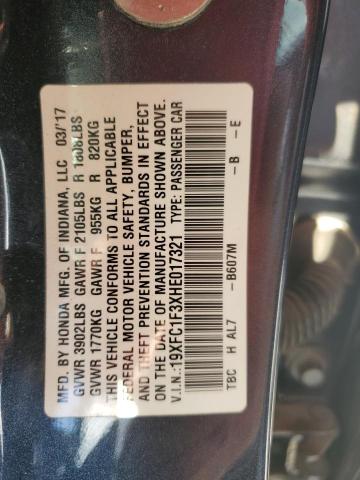 MFD. BY HONDA MFG. OF INDIANA, LLC 03/'17
GVWR 3902LBS GAWR F 2105LBS R 1808LBS
GVWR 1770KG GAWR F 955KG R 820KG
THIS VEHICLE CONFORMS TO ALL APPLICABLE
FEDERAL MOTOR VEHICLE SAFETY, BUMPER,
AND THEFT PREVENTION STANDARDS IN EFFECT
ON THE DATE OF MANUFACTURE SHOWN ABOVE.
V.I.N.:19XFC1F3XHE017321 TYPE: PASSENGER CAR
TBC H AL7 -B607M -B -E